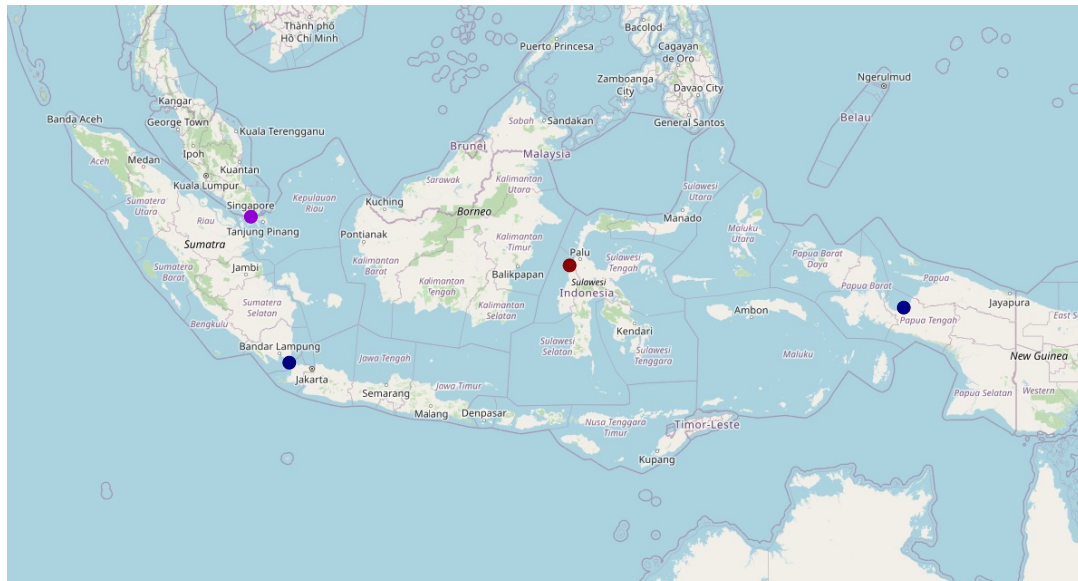 Thành phố
Hồ Chí Minh
Bacolod
Puerto Princesa
Cagayan
de Oro
Zamboanga
City
Davao City
Ngerulmud
Kangar
Banda Aceh
George Town
Kuala Terengganu
General Santos
Belau
Sabah
Sandakan
Ipoh
Brunei
Malaysia
Aceh
Medan
Kuantan
Kuala Lumpur
Sarawak
Kalimantan
Utara
Sulawesi
Utara
Sumatera
Utara
Singapore
Kepulauan
Riau
Kuching
Borneo
Riau
Tanjung Pinang
Manado
Maluku
Utara
Pontianak
Kalimantan
Timur
Sumatra
Palu
Papua Barat
Daya
Kalimantan
Barat
Sulawesi
Tengah
Sumatera
Barat
Jambi
Balikpapan
Kalimantan
Tengah
Sulawesi
Indonesia
Papua Barat
Papua
Jayapura
Sumatera
Selatan
Kalimantan
Selatan
Ambon
Papua Tengah
East S
Bengkulu
Kendari
Bandar Lampung
Sulawesi
Selatan
Sulawesi
Tenggara
Jawa Tengah
Maluku
New Guinea
Jakarta
Semarang
Jawa Timur
Malang
Denpasar
Papua Selatan
Western
Nusa Tenggara
Timur
Timor-Leste
Kupang